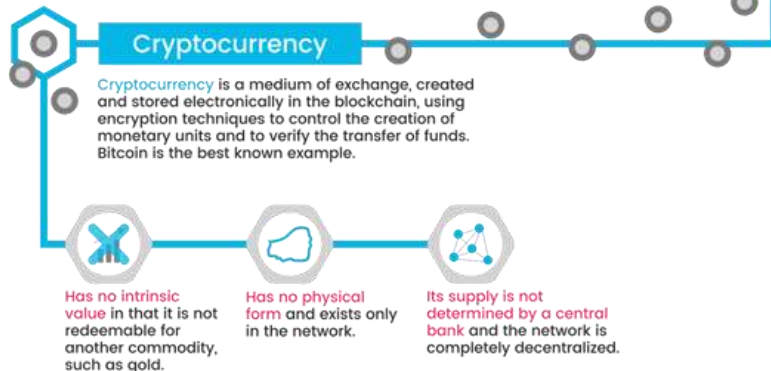 Cryptocurrency
Cryptocurrency is a medium of exchange, created
and stored electronically in the blockchain, using
encryption techniques to control the creation of
monetary units and to verify the transfer of funds.
Bitcoin is the best known example.
Has no intrinsic
value in that it is not
redeemable for
another commodity,
such as gold.
Has no physical
form and exists only
in the network.
Its supply is not
determined by a central
bank and the network is
completely decentralized.